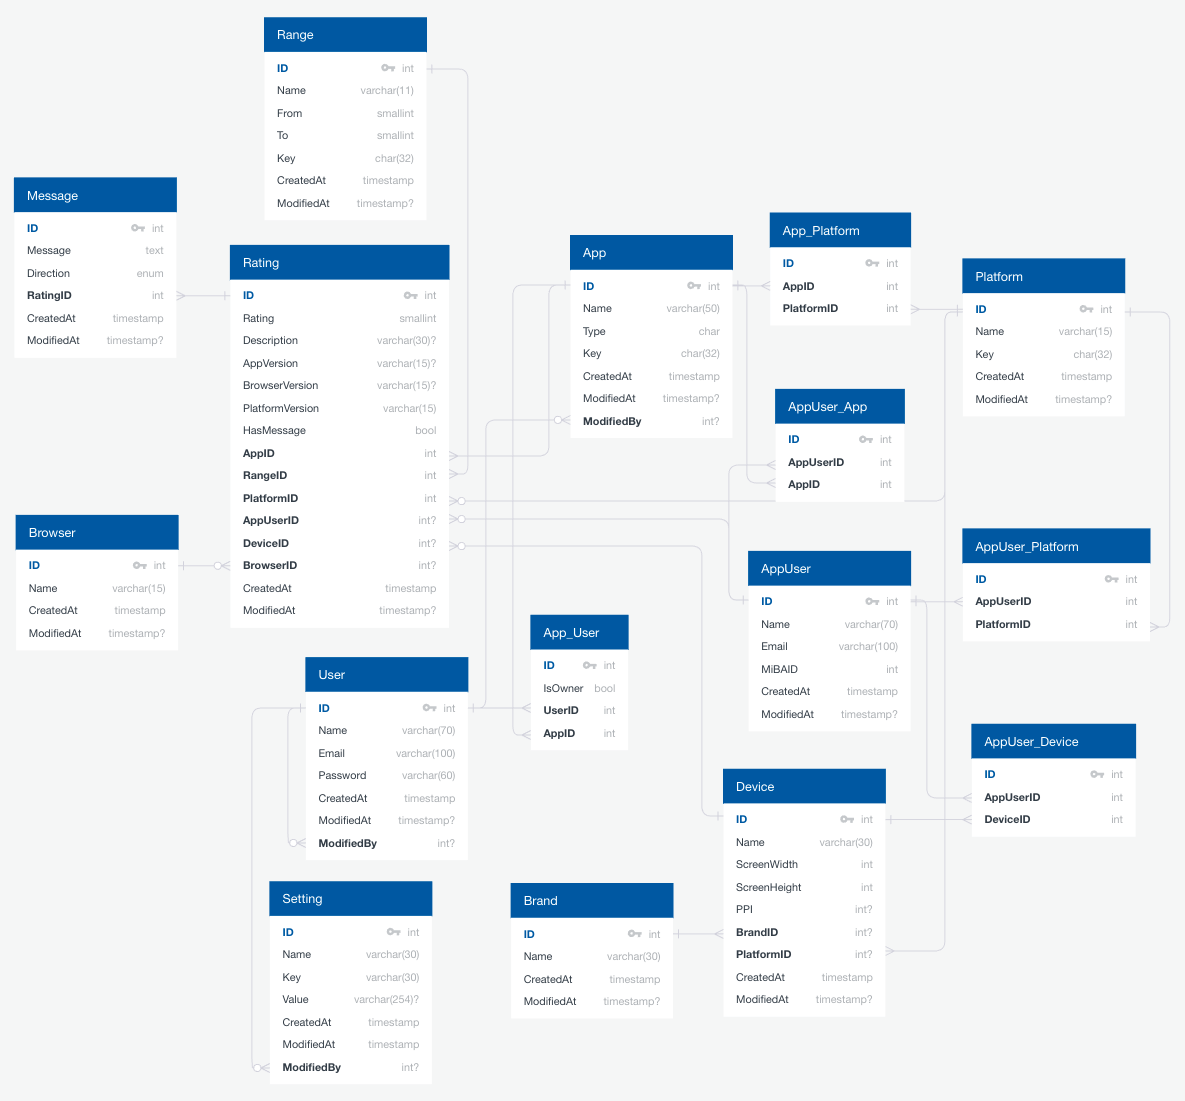 Range
ID int
Name varchar(11)
From smallint
To smallint
Key char(32)
CreatedAt timestamp
ModifiedAt timestamp?
Message
ID int
Message text
Direction enum
RatingID int
CreatedAt timestamp
ModifiedAt timestamp?
Rating
ID int
Rating smallint
Description varchar(30)?
AppVersion varchar(15)?
BrowserVersion varchar(15)?
PlatformVersion varchar(15)
HasMessage bool
AppID int
RangeID int
PlatformID int
AppUserID int?
DeviceID int?
BrowserID int?
CreatedAt timestamp
ModifiedAt timestamp?
App
ID int
Name varchar(50)
Type char
Key char(32)
CreatedAt timestamp
ModifiedAt timestamp?
ModifiedBy int?
App_Platform
ID int
AppID int
PlatformID int
Platform
ID int
Name varchar(15)
Key char(32)
CreatedAt timestamp
ModifiedAt timestamp?
AppUser_App
ID int
AppUserID int
AppID int
Browser
ID int
Name varchar(15)
CreatedAt timestamp
ModifiedAt timestamp?
AppUser
ID int
Name varchar(70)
Email varchar(100)
MiBAID int
CreatedAt timestamp
ModifiedAt timestamp?
AppUser_Platform
ID int
AppUserID int
PlatformID int
App_User
ID int
IsOwner bool
UserID int
AppID int
User
ID int
Name varchar(70)
Email varchar(100)
Password varchar(60)
CreatedAt timestamp
ModifiedAt timestamp?
ModifiedBy int?
AppUser_Device
ID int
AppUserID int
DeviceID int
Device
ID int
Name varchar(30)
ScreenWidth int
ScreenHeight int
PPI int?
BrandID int?
PlatformID int?
CreatedAt timestamp
ModifiedAt timestamp?
Setting
ID int
Name varchar(30)
Key varchar(30)
Value varchar(254)?
CreatedAt timestamp
ModifiedAt timestamp
ModifiedBy int?
Brand
ID int
Name varchar(30)
CreatedAt timestamp
ModifiedAt timestamp?